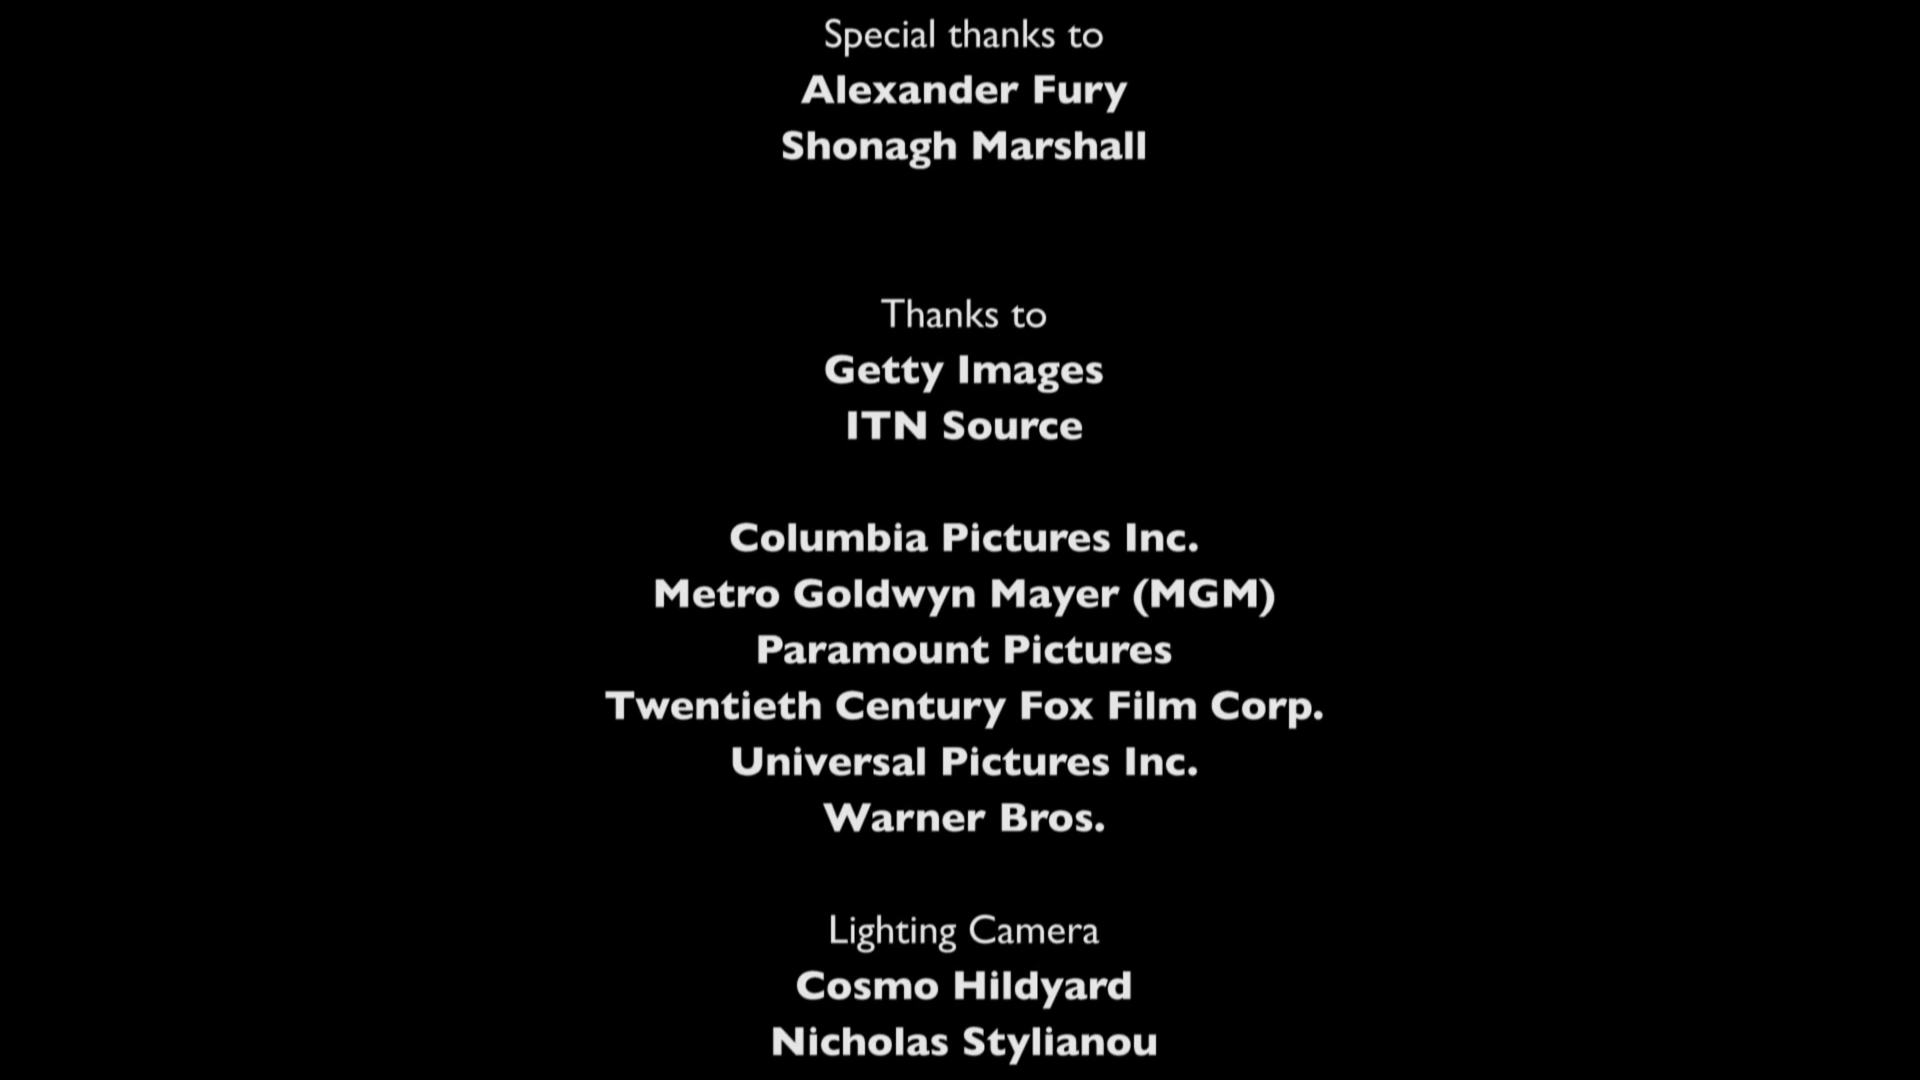 Special thanks to
Alexander Fury
Shonagh Marshall
Thanks to
Getty Images
ITN Source
Columbia Pictures Inc.
Metro Goldwyn Mayer (MGM)
Paramount Pictures
Twentieth Century Fox Film Corp.
Universal Pictures Inc.
Warner Bros.
Lighting Camera
Cosmo Hildyard
Nicholas Stylianou